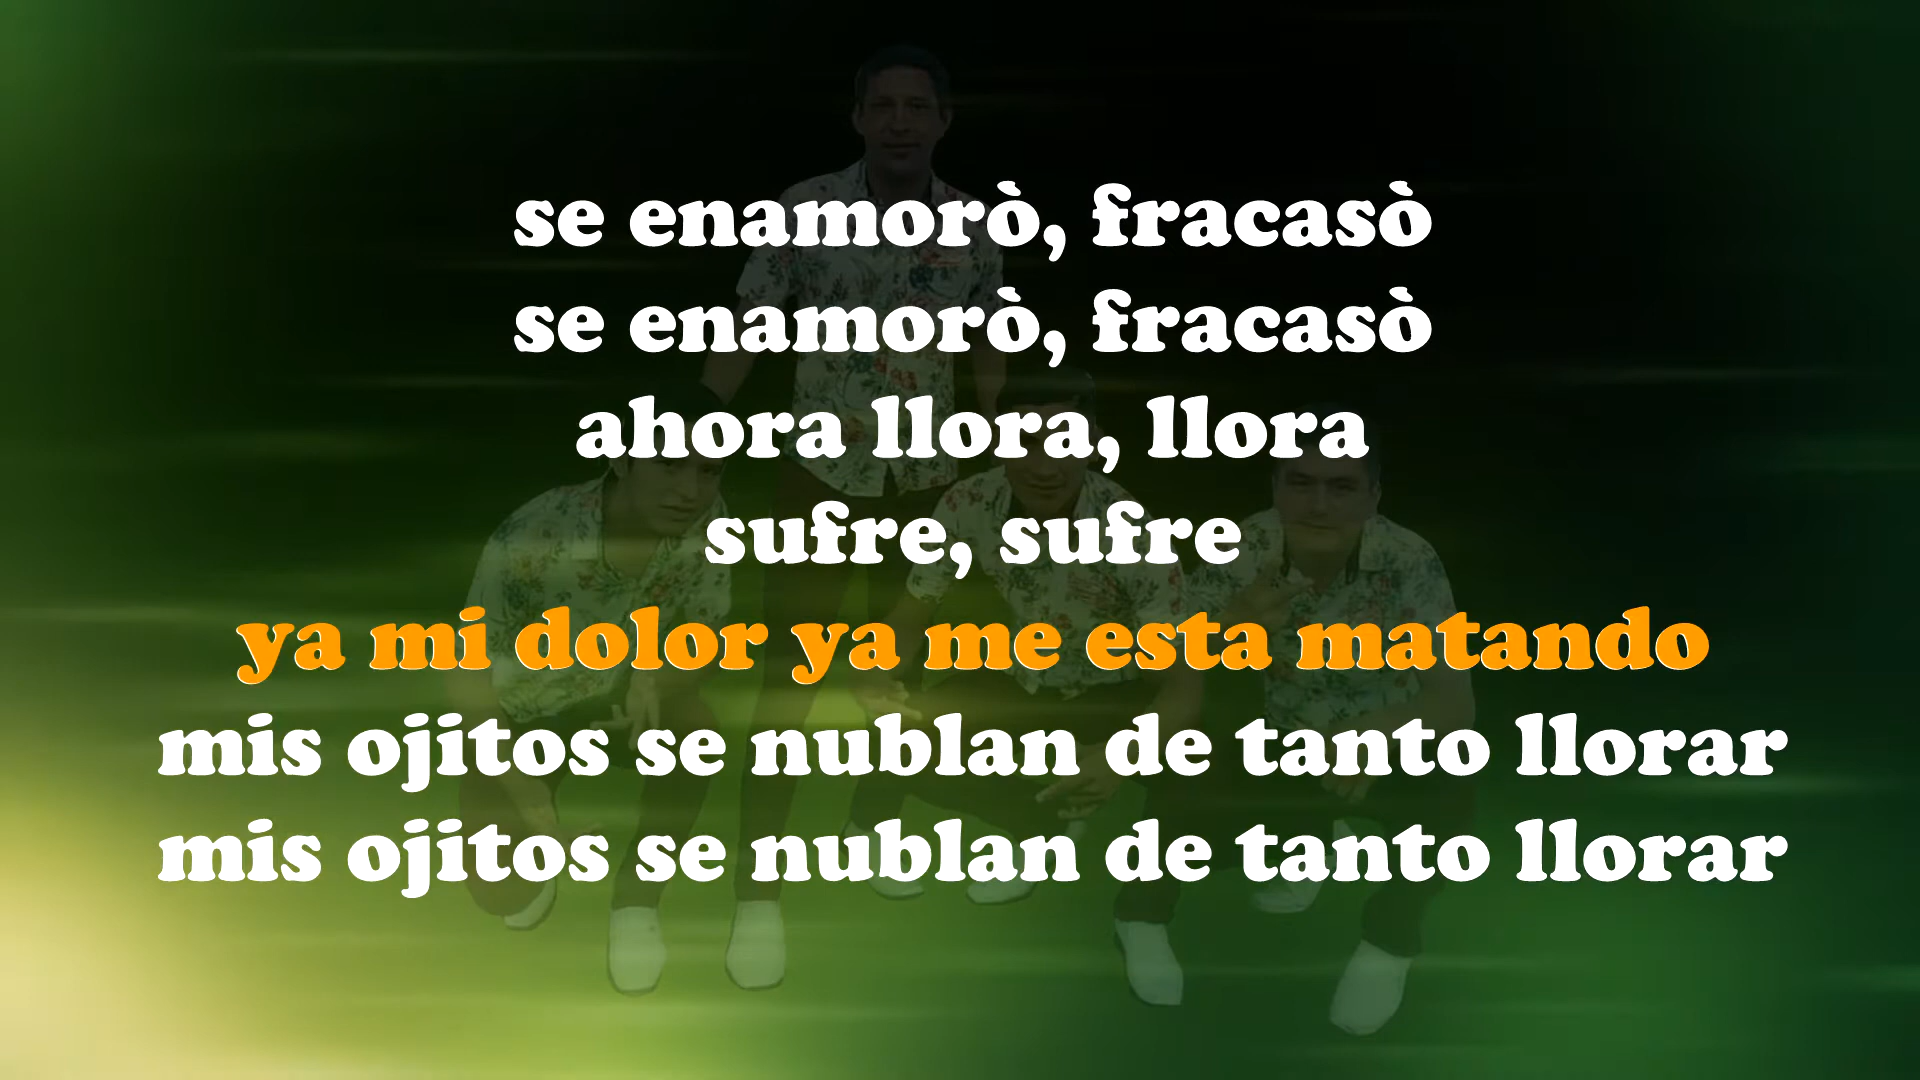 se enamorò, fracasò
se enamorò, fracasò
ahora llora, llora
sufre, sufre
ya mi dolor ya me esta matando
mis ojitos se nublan de tanto llorar
mis ojitos se nublan de tanto llorar